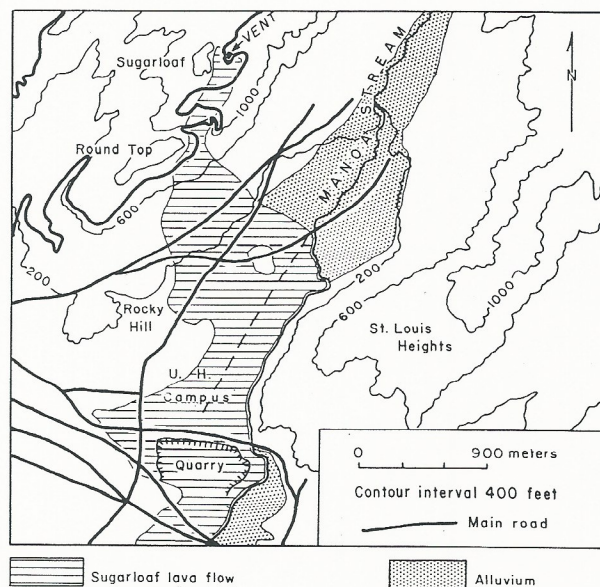 VENT
Sugarloaf
1000
Round Top
MANOA STREAM
600
200
200
600
1000
Rocky
Hill
St. Louis
Heights
U. H.
Campus
Quarry
N
0 900 meters
Contour interval 400 feet
Main road
Sugarloaf lava flow
Alluvium